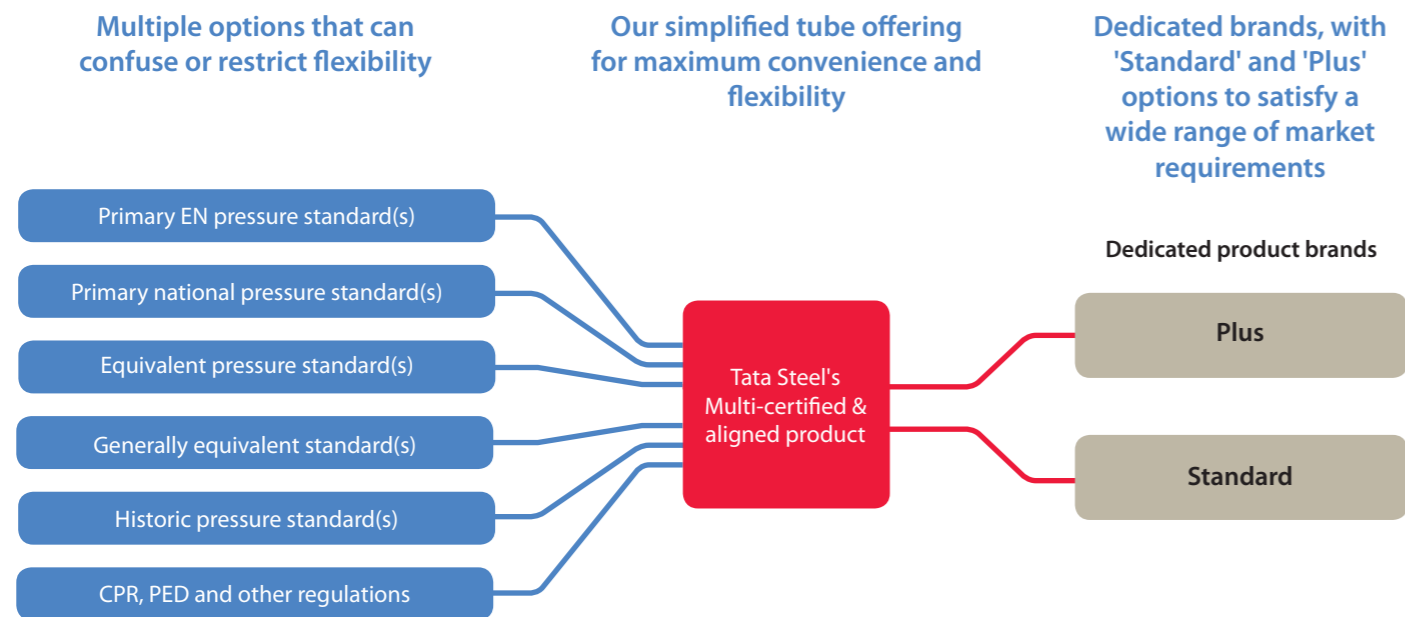 Multiple options that can
confuse or restrict flexibility
Our simplified tube offering
for maximum convenience and
flexibility
Dedicated brands, with
'Standard' and 'Plus'
options to satisfy a
wide range of market
requirements
Primary EN pressure standard(s)
Primary national pressure standard(s)
Equivalent pressure standard(s)
Generally equivalent standard(s)
Historic pressure standard(s)
CPR, PED and other regulations
Tata Steel's
Multi-certified &
aligned product
Dedicated product brands
Plus
Standard